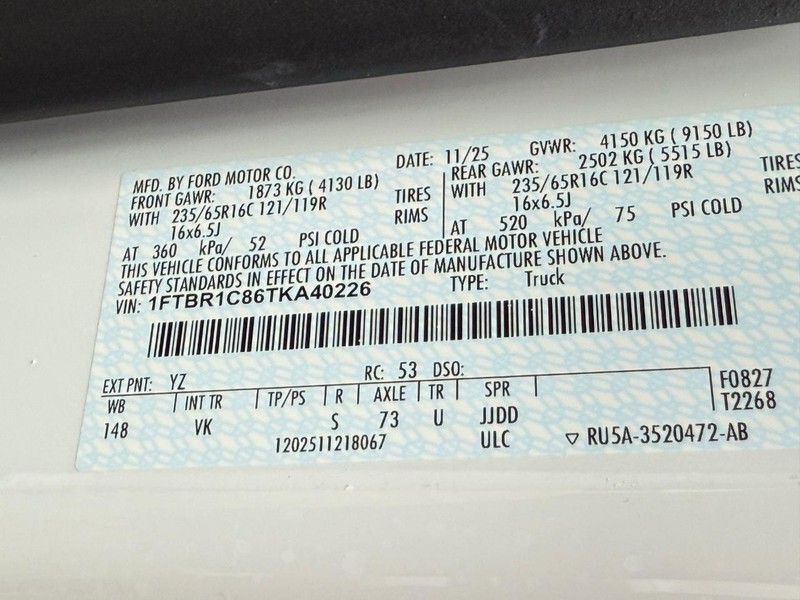 MFD. BY FORD MOTOR CO. DATE: 11/25 GVWR: 4150 KG ( 9150 LB)
FRONT GAWR: 1873 KG ( 4130 LB) REAR GAWR: 2502 KG ( 5515 LB)
WITH 235/65R16C 121/119R TIRES WITH 235/65R16C 121/119R TIRES
16x6.5J RIMS 16x6.5J RIMS
AT 360 kPa/ 52 PSI COLD AT 520 kPa/ 75 PSI COLD
THIS VEHICLE CONFORMS TO ALL APPLICABLE FEDERAL MOTOR VEHICLE
SAFETY STANDARDS IN EFFECT ON THE DATE OF MANUFACTURE SHOWN ABOVE.
VIN: 1FTBR1C86TKA40226 TYPE: Truck
EXT PNT: YZ RC: 53 DSO:
WB INT TR TP/PS R AXLE TR SPR F0827
148 VK S 73 U JJDD T2268
1202511218067 ULC ▽ RU5A-3520472-AB